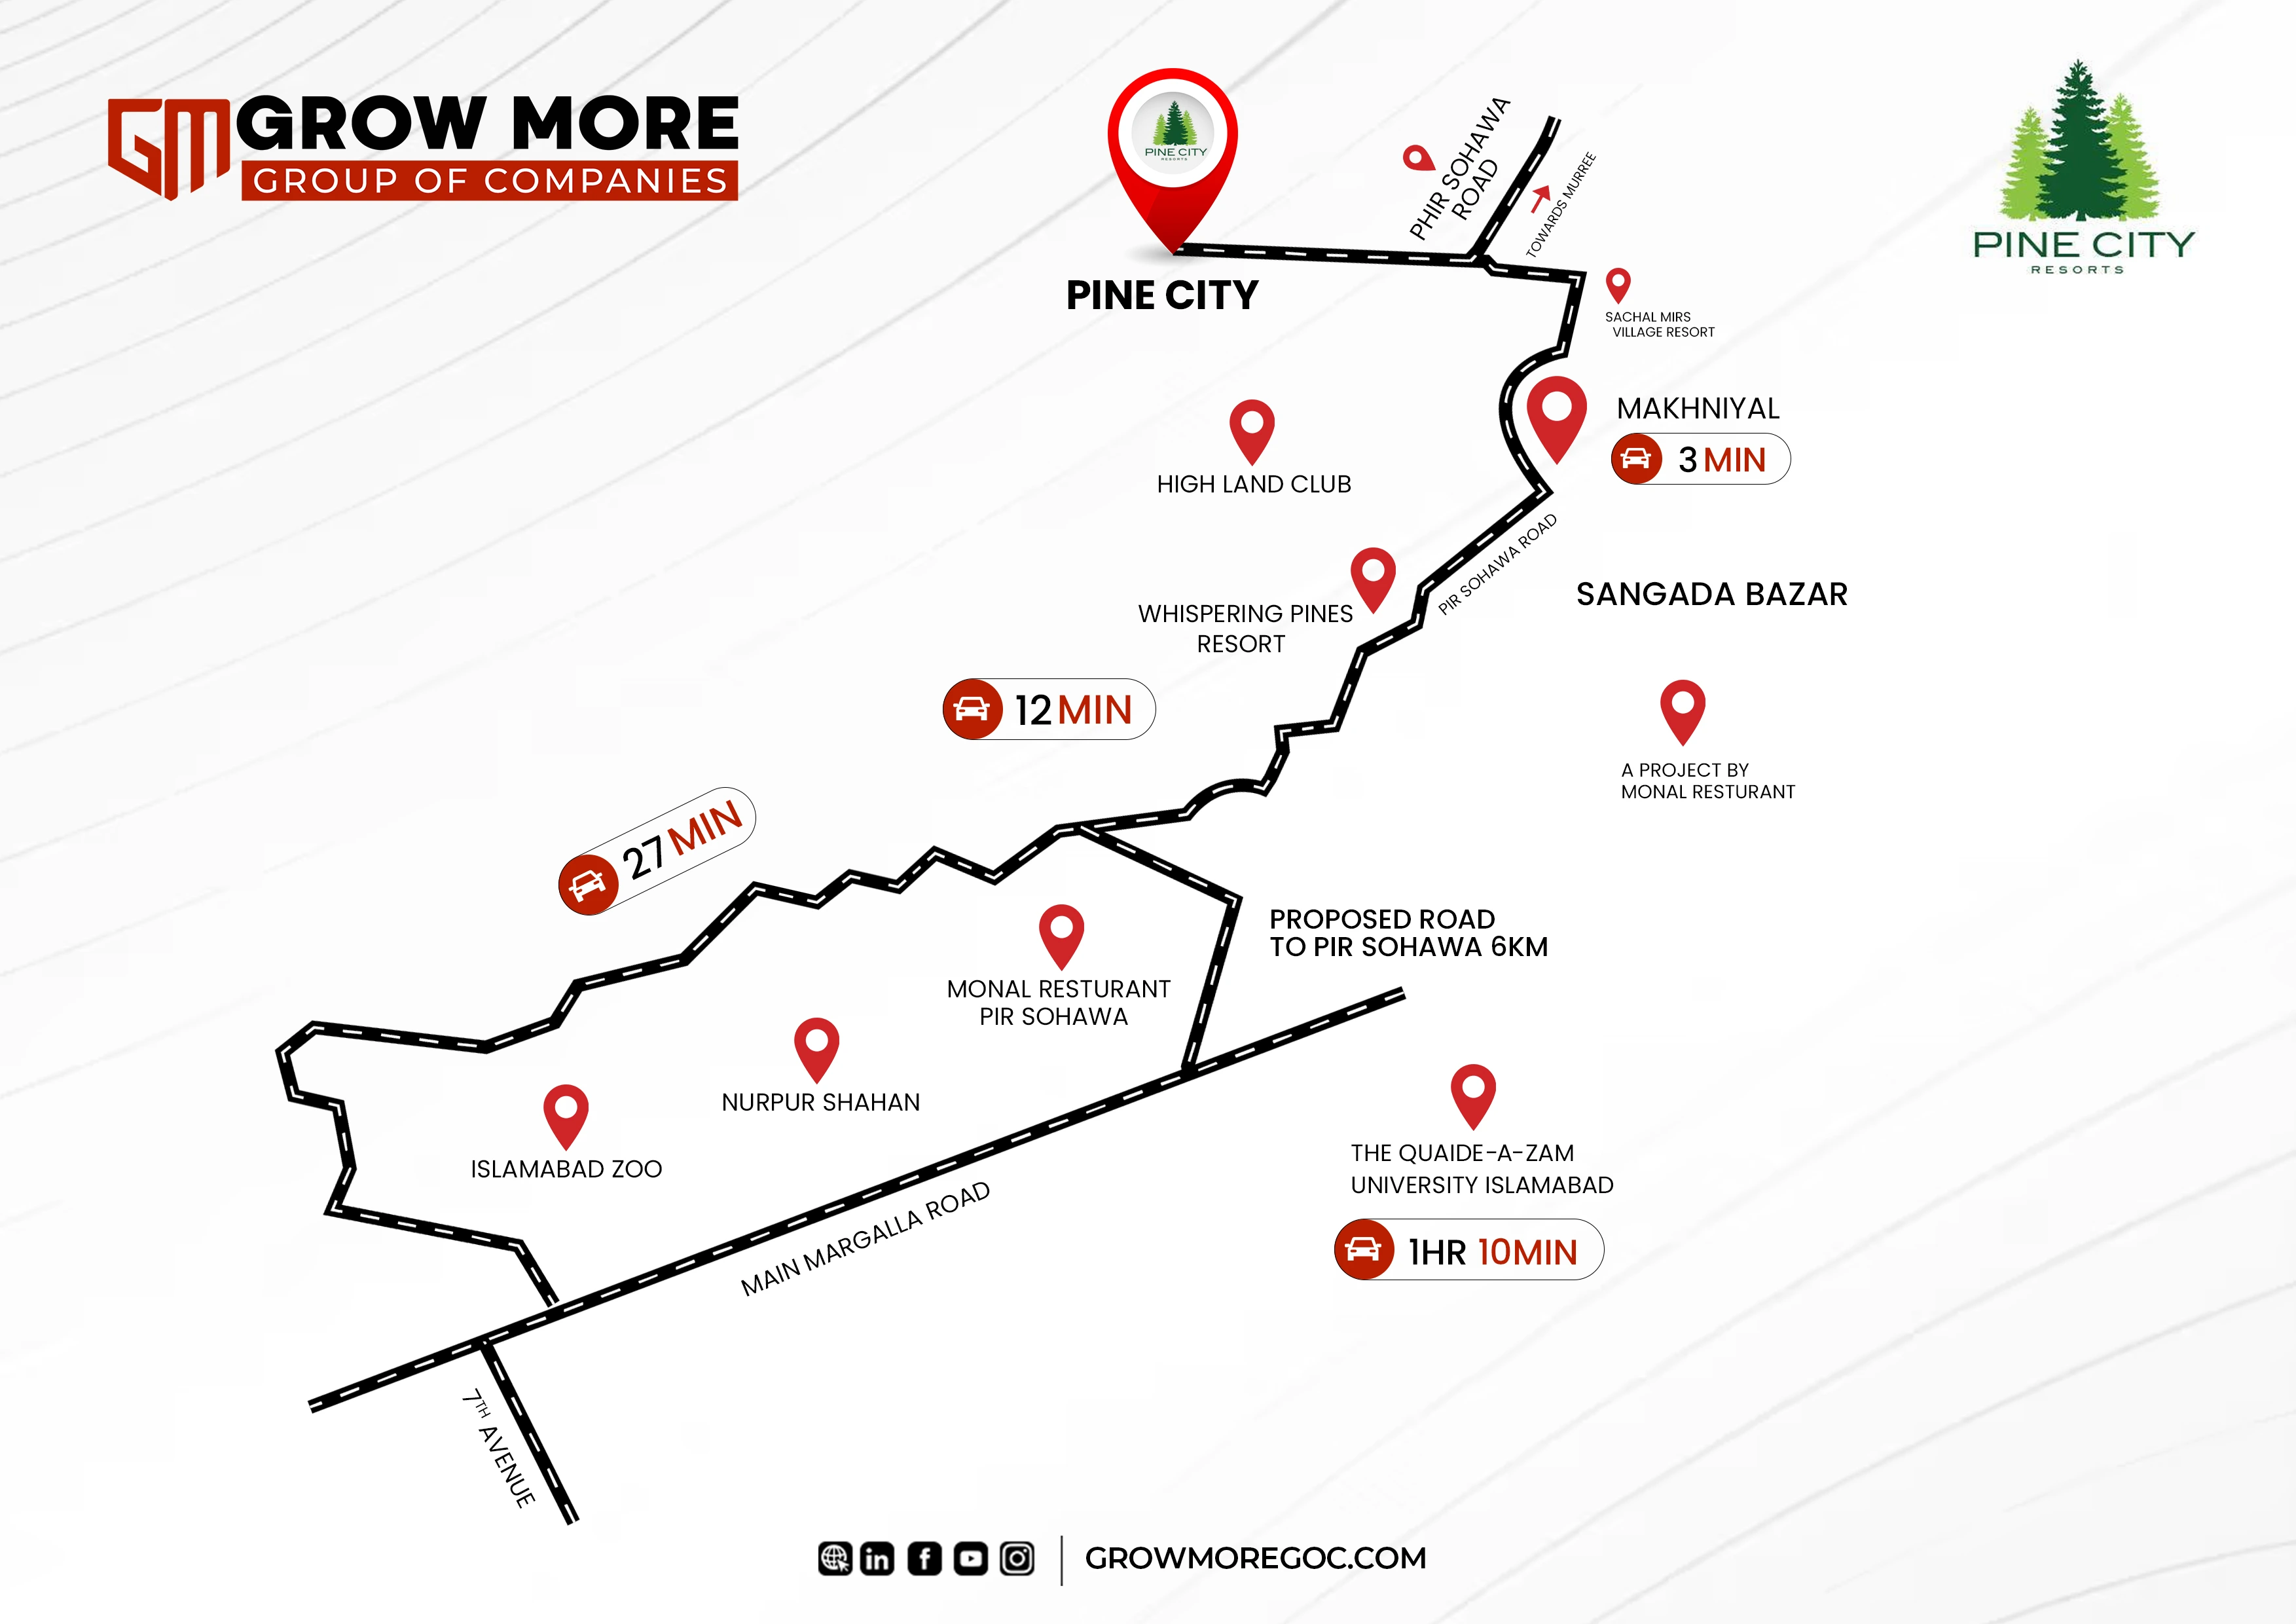 GM GROW MORE
GROUP OF COMPANIES
PINE CITY
RESORTS
PHIR SOHAWA
ROAD
TOWARDS MURREE
PINE CITY
RESORTS
PINE CITY
SACHAL MIRS
VILLAGE RESORT
MAKHNIYAL
3 MIN
HIGH LAND CLUB
PIR SOHAWA ROAD
SANGADA BAZAR
WHISPERING PINES
RESORT
12 MIN
A PROJECT BY
MONAL RESTURANT
27 MIN
PROPOSED ROAD
TO PIR SOHAWA 6KM
MONAL RESTURANT
PIR SOHAWA
NURPUR SHAHAN
ISLAMABAD ZOO
THE QUAIDE-A-ZAM
UNIVERSITY ISLAMABAD
1HR 10MIN
MAIN MARGALLA ROAD
7TH AVENUE
in f
GROWMOREGOC.COM